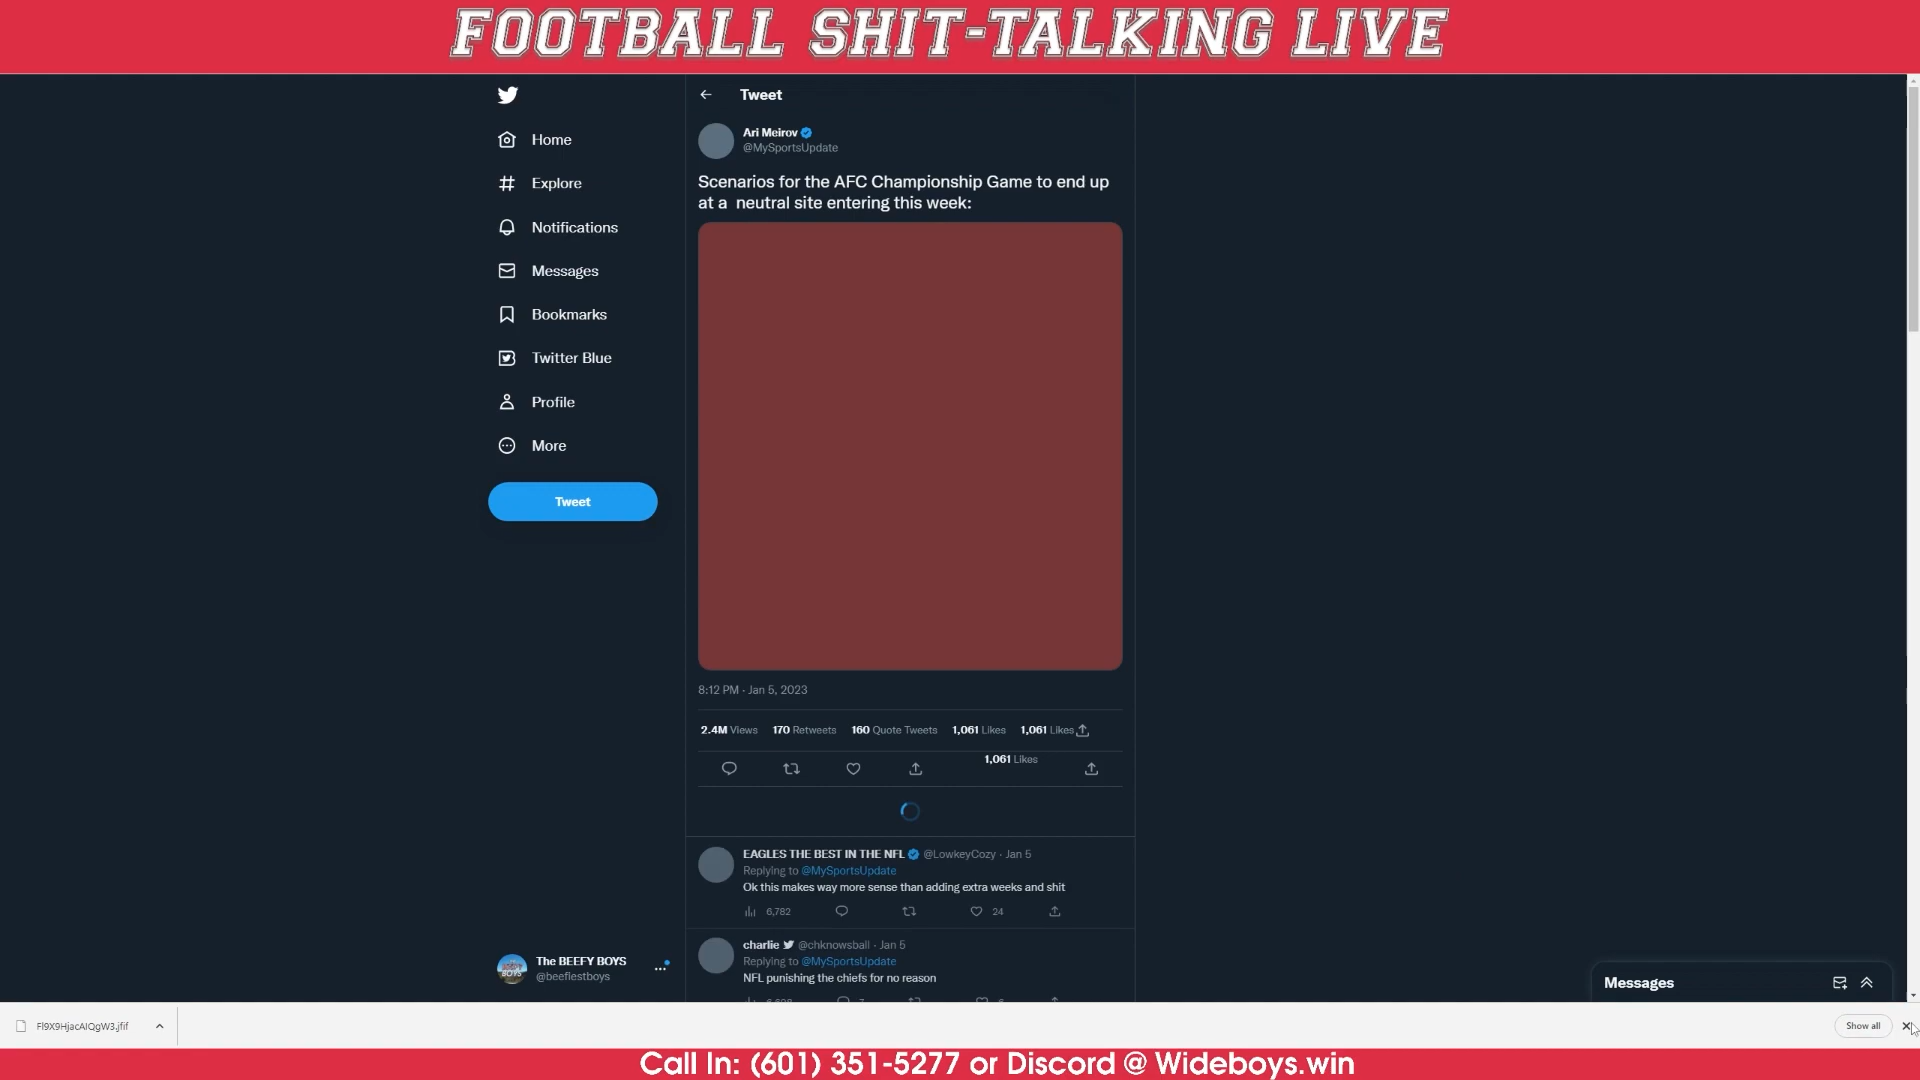 FOOTBALL SHIT-TALKING LIVE
Tweet
Home
Explore
Notifications
Messages
Bookmarks
Twitter Blue
Profile
More
Tweet
Ari Meirov
@MySportsUpdate
Scenarios for the AFC Championship Game to end up
at a neutral site entering this week:
8:12 PM · Jan 5, 2023
2.4M Views 170 Retweets 160 Quote Tweets 1,061 Likes 1,061 Likes
1,061 Likes
EAGLES THE BEST IN THE NFL @LowkeyCozy · Jan 5
Replying to @MySportsUpdate
Ok this makes way more sense than adding extra weeks and shit
6,782 24
charlie @chknowsball · Jan 5
Replying to @MySportsUpdate
NFL punishing the chiefs for no reason
The BEEFY BOYS
@beefiestboys
Messages
Fl9X9HjacAIQgW3.jfif
Show all
Call In: (601) 351-5277 or Discord @ Wideboys.win